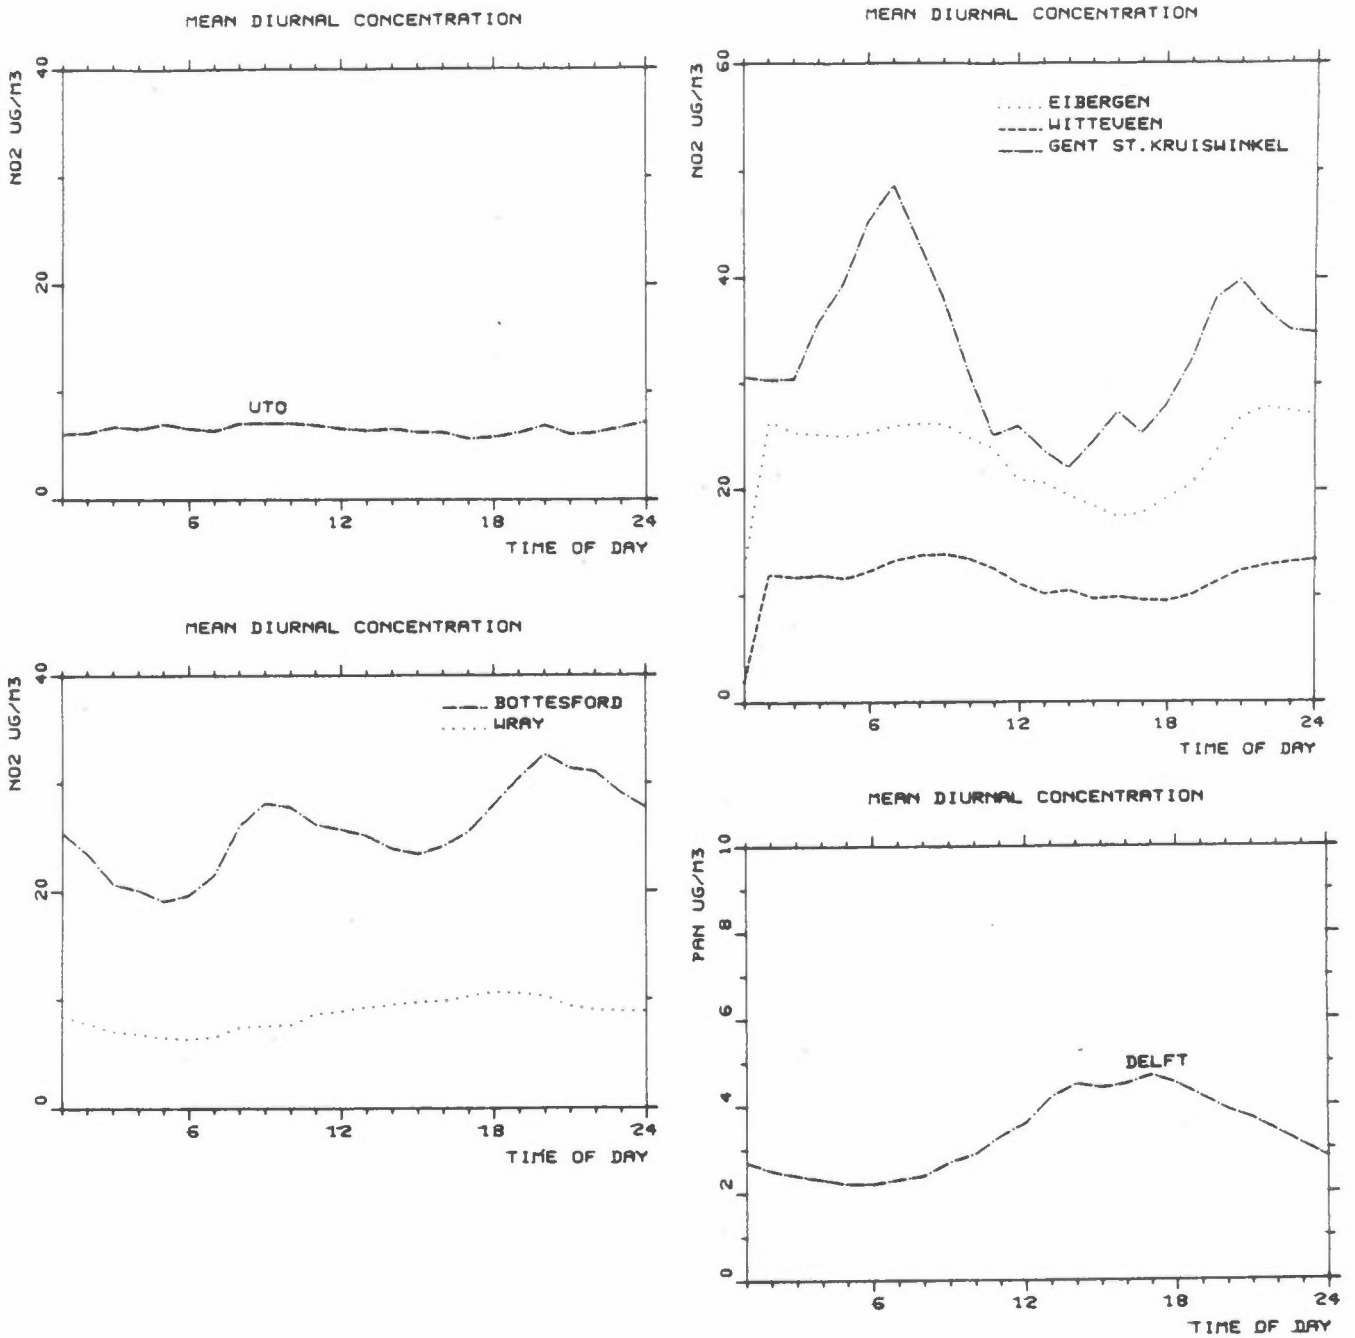 MEAN DIURNAL CONCENTRATION
NO2 UG/M3
40
20
0
UTO
6 12 18 24
TIME OF DAY
MEAN DIURNAL CONCENTRATION
NO2 UG/M3
60
40
20
0
EIBERGEN
WITTEVEEN
GENT ST.KRUISWINKEL
6 12 18 24
TIME OF DAY
MEAN DIURNAL CONCENTRATION
NO2 UG/M3
40
20
0
BOTTESFORD
WRAY
6 12 18 24
TIME OF DAY
MEAN DIURNAL CONCENTRATION
PAN UG/M3
10
8
6
4
2
0
DELFT
6 12 18 24
TIME OF DAY